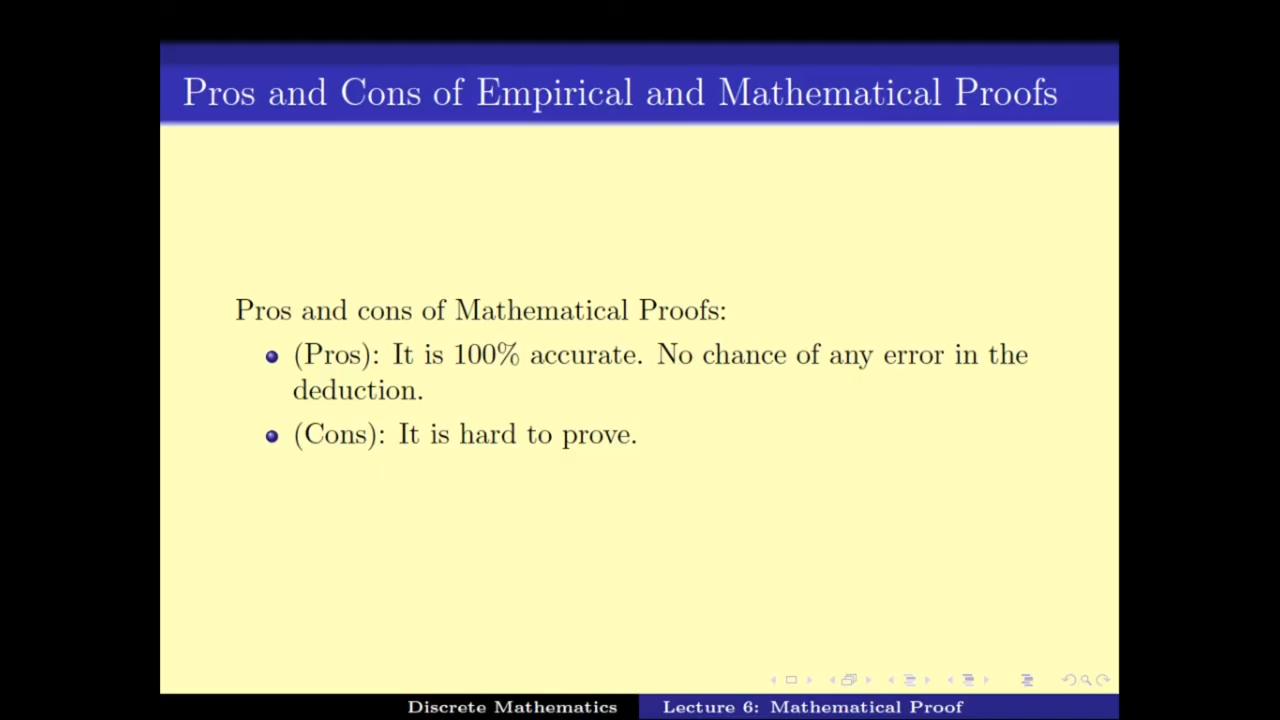 Pros and Cons of Empirical and Mathematical Proofs
Pros and cons of Mathematical Proofs:
(Pros): It is 100% accurate. No chance of any error in the
deduction.
(Cons): It is hard to prove.
Discrete Mathematics Lecture 6: Mathematical Proof